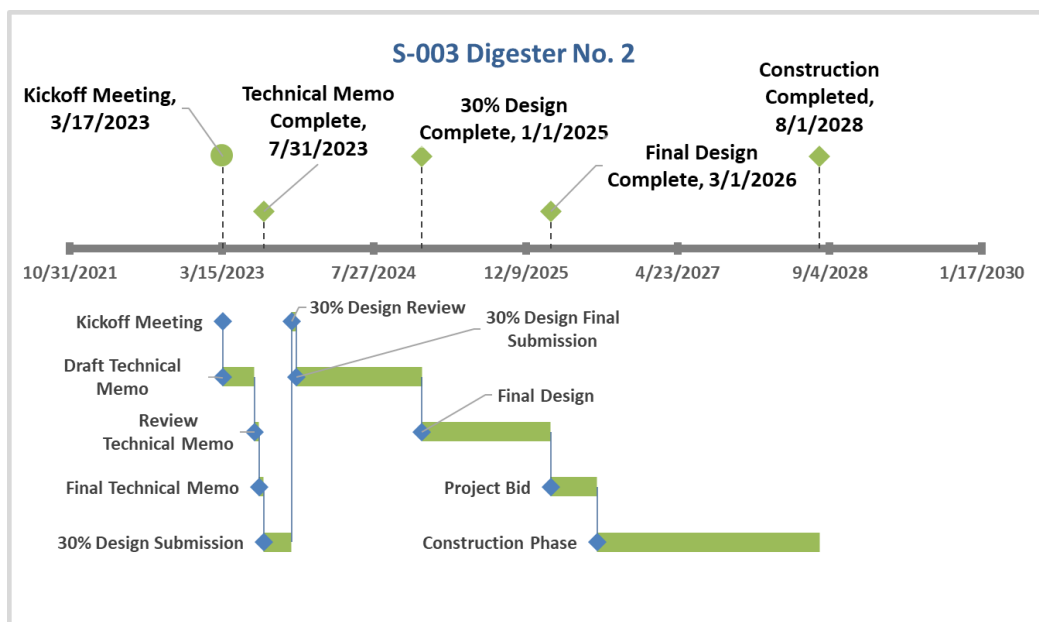 S-003 Digester No. 2
Kickoff Meeting,
3/17/2023
Technical Memo
Complete,
7/31/2023
30% Design
Complete, 1/1/2025
Final Design
Complete, 3/1/2026
Construction
Completed,
8/1/2028
10/31/2021
3/15/2023
7/27/2024
12/9/2025
4/23/2027
9/4/2028
1/17/2030
Kickoff Meeting
30% Design Review
30% Design Final
Submission
Draft Technical
Memo
Final Design
Review
Technical Memo
Final Technical Memo
Project Bid
30% Design Submission
Construction Phase